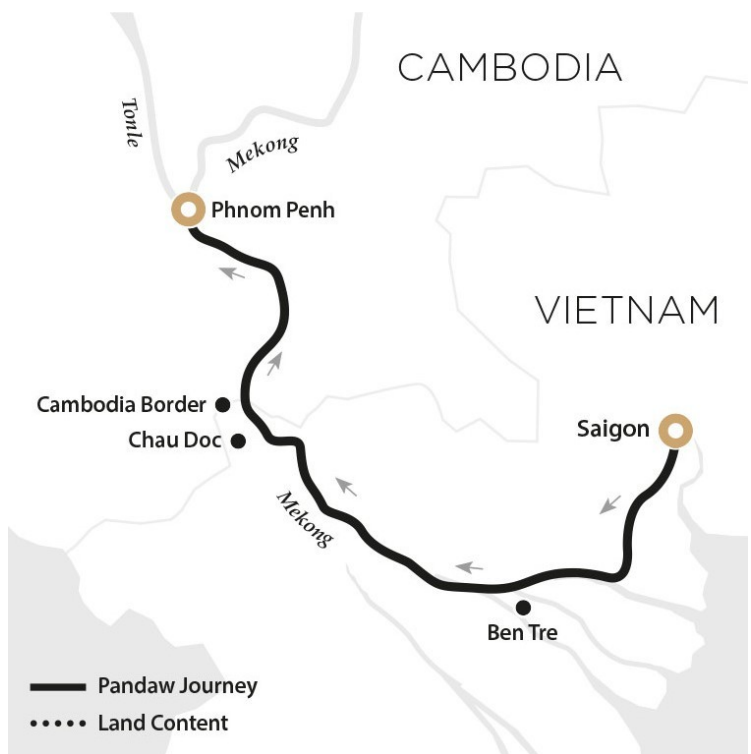 CAMBODIA
Tonle
Mekong
Phnom Penh
VIETNAM
Cambodia Border
Chau Doc
Saigon
Mekong
Ben Tre
Pandaw Journey
Land Content